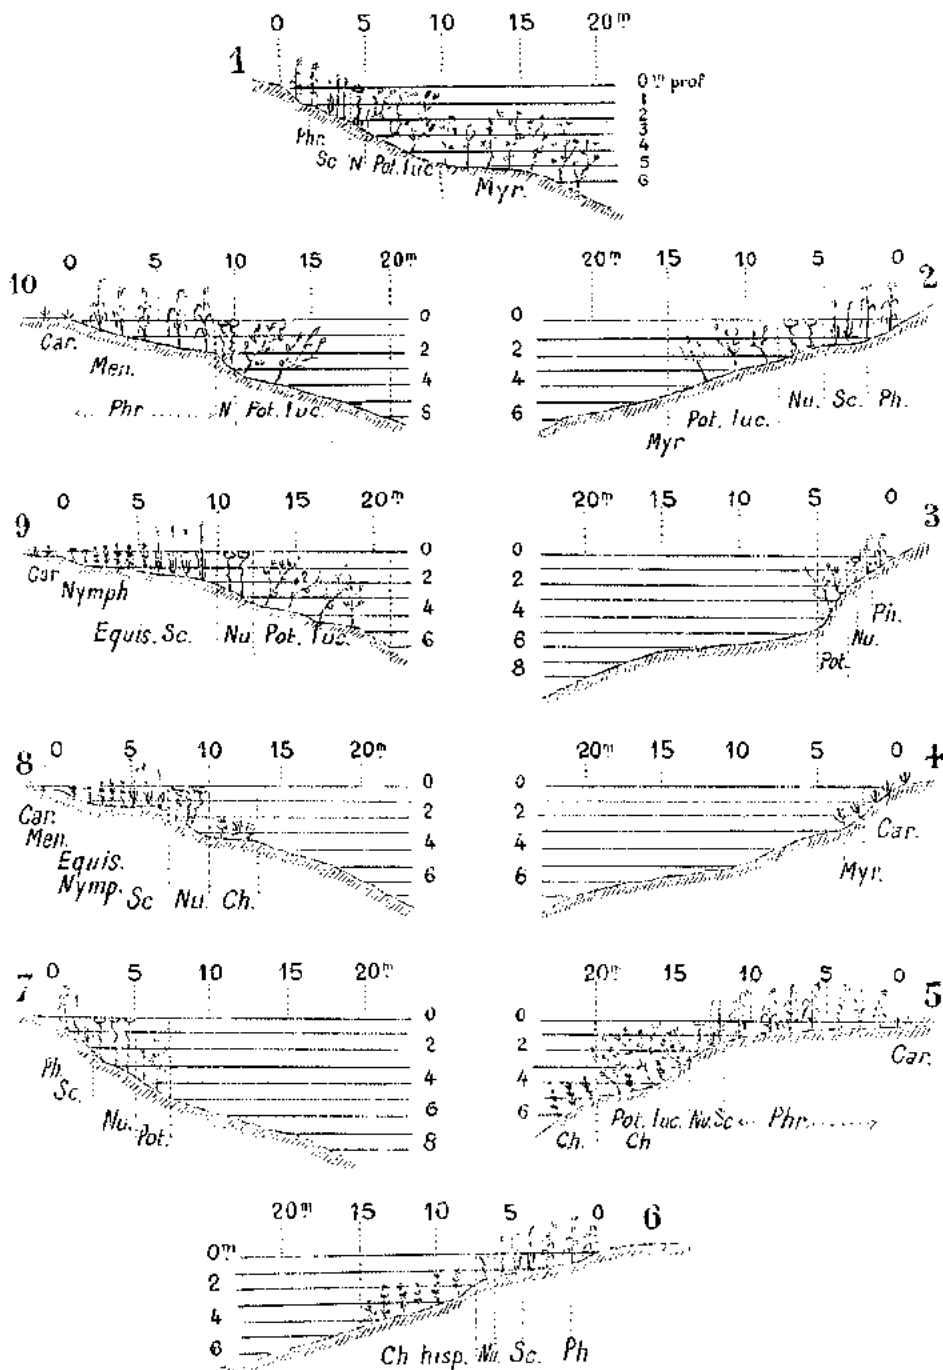 0 5 10 15 20m
1
0m prof
1
2
3
4
5
6
Phr.
Sc N Pot. luc.
Myr.
10
0 5 10 15 20m
0
2
4
6
Car.
Men.
Phr
N Pot. luc.
2
20m 15 10 5 0
0
2
4
6
Nu. Sc. Ph.
Pot. luc.
Myr
9
0 5 10 15 20m
0
2
4
6
Car
Nymph
Equis. Sc. Nu. Pot. luc.
3
20m 15 10 5 0
0
2
4
6
8
Ph.
Nu.
Pot.
8
0 5 10 15 20m
0
2
4
6
Car.
Men.
Equis.
Nymp. Sc Nu. Ch.
4
20m 15 10 5 0
0
2
4
6
Car.
Myr.
7
0 5 10 15 20m
0
2
4
6
8
Ph.
Sc.
Nu.
Pot.
5
20m 15 10 5 0
0
2
4
6
Car.
Pot. luc. Nu. Sc Phr.
Ch. Ch
6
20m 15 10 5 0
0m
2
4
6
Ch hisp. Nu. Sc. Ph